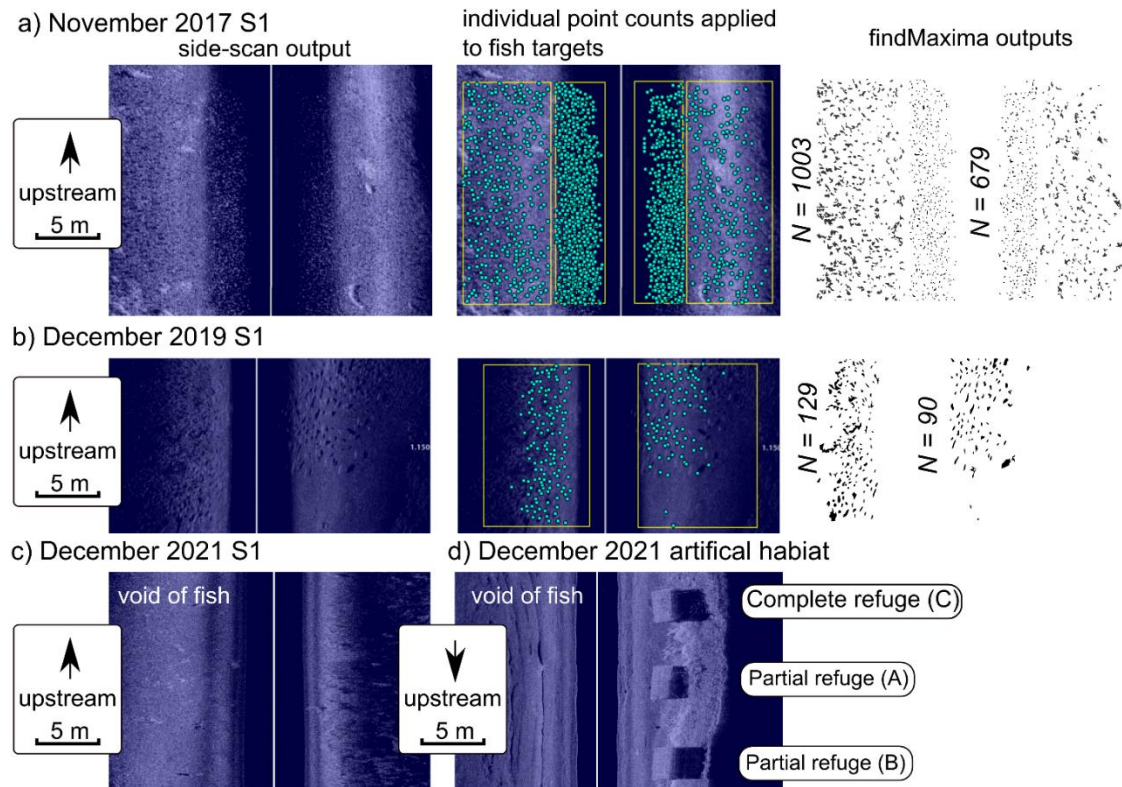 a) November 2017 S1
side-scan output
individual point counts applied
to fish targets
findMaxima outputs
upstream
5 m
N = 1003
N = 679
b) December 2019 S1
upstream
5 m
1.150
N = 129
N = 90
c) December 2021 S1
void of fish
upstream
5 m
d) December 2021 artifical habiat
void of fish
upstream
5 m
Complete refuge (C)
Partial refuge (A)
Partial refuge (B)